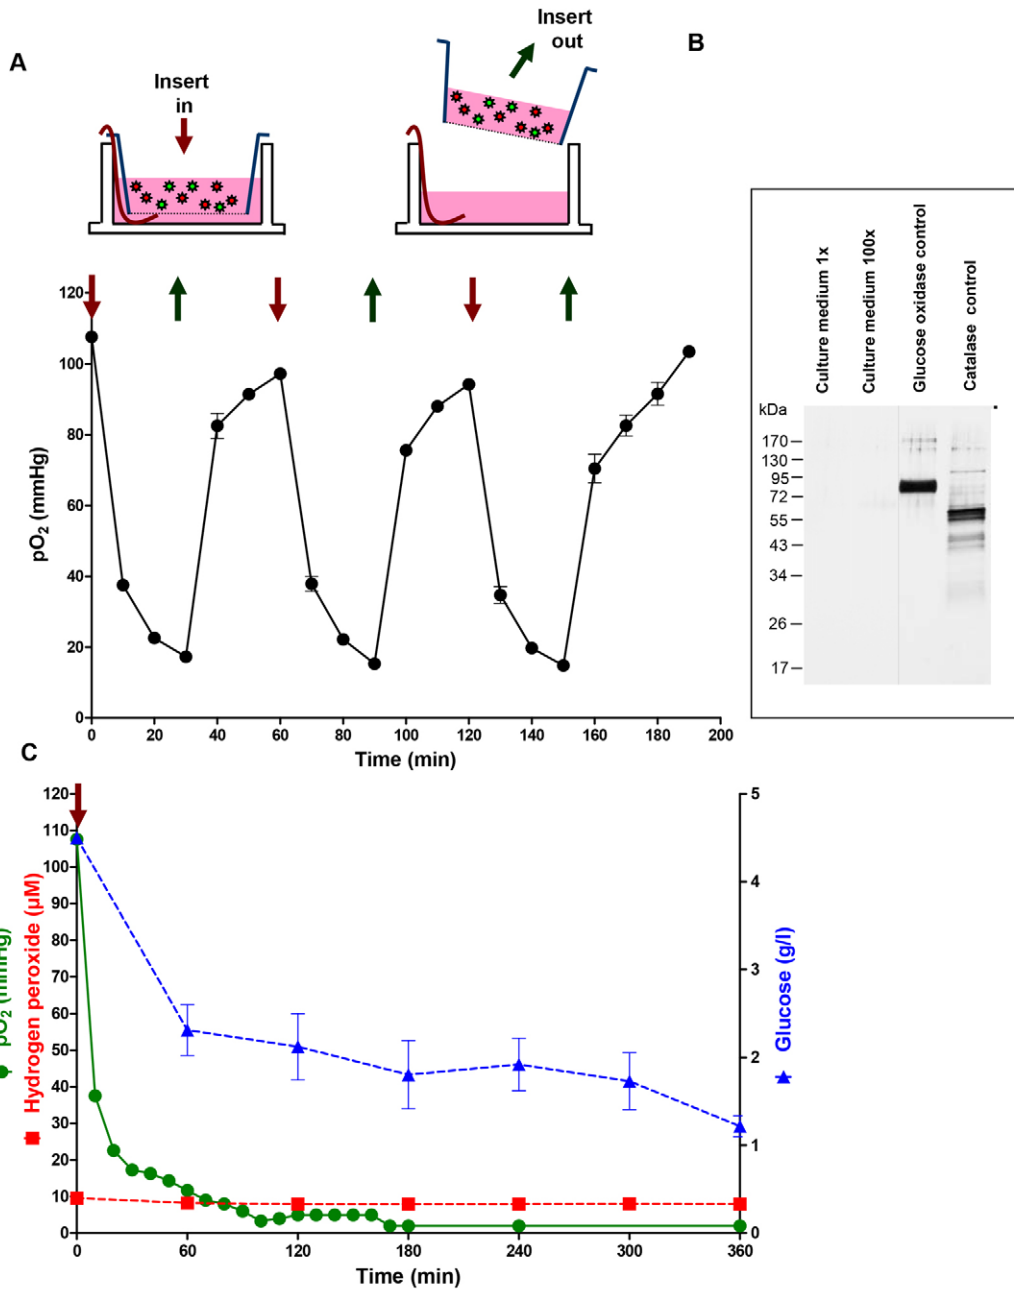 A
Insert
in
Insert
out
B
120
100
80
60
40
20
0
pO2 (mmHg)
0 20 40 60 80 100 120 140 160 180 200
Time (min)
Culture medium 1x
Culture medium 100x
Glucose oxidase control
Catalase control
kDa
170
130
95
72
55
43
34
26
17
C
120
110
100
90
80
70
60
50
40
30
20
10
0
pO2 (mmHg)
Hydrogen peroxide (µM)
5
4
3
2
1
0
Glucose (g/l)
0 60 120 180 240 300 360
Time (min)